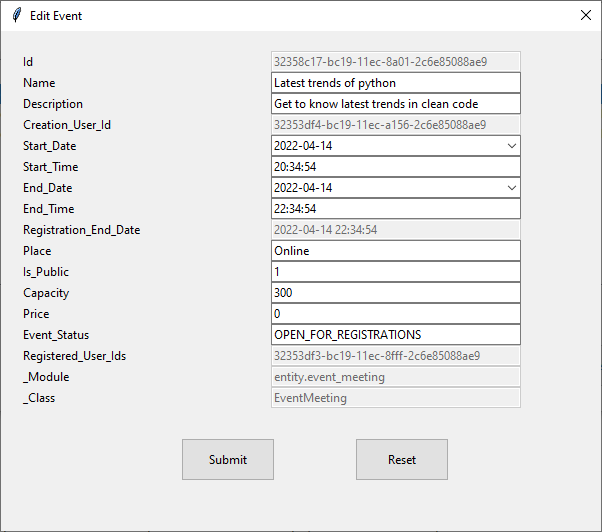 Edit Event
Id 32358c17-bc19-11ec-8a01-2c6e85088ae9
Name Latest trends of python
Description Get to know latest trends in clean code
Creation_User_Id 32353df4-bc19-11ec-a156-2c6e85088ae9
Start_Date 2022-04-14
Start_Time 20:34:54
End_Date 2022-04-14
End_Time 22:34:54
Registration_End_Date 2022-04-14 22:34:54
Place Online
Is_Public 1
Capacity 300
Price 0
Event_Status OPEN_FOR_REGISTRATIONS
Registered_User_Ids 32353df3-bc19-11ec-8fff-2c6e85088ae9
_Module entity.event_meeting
_Class EventMeeting
Submit Reset